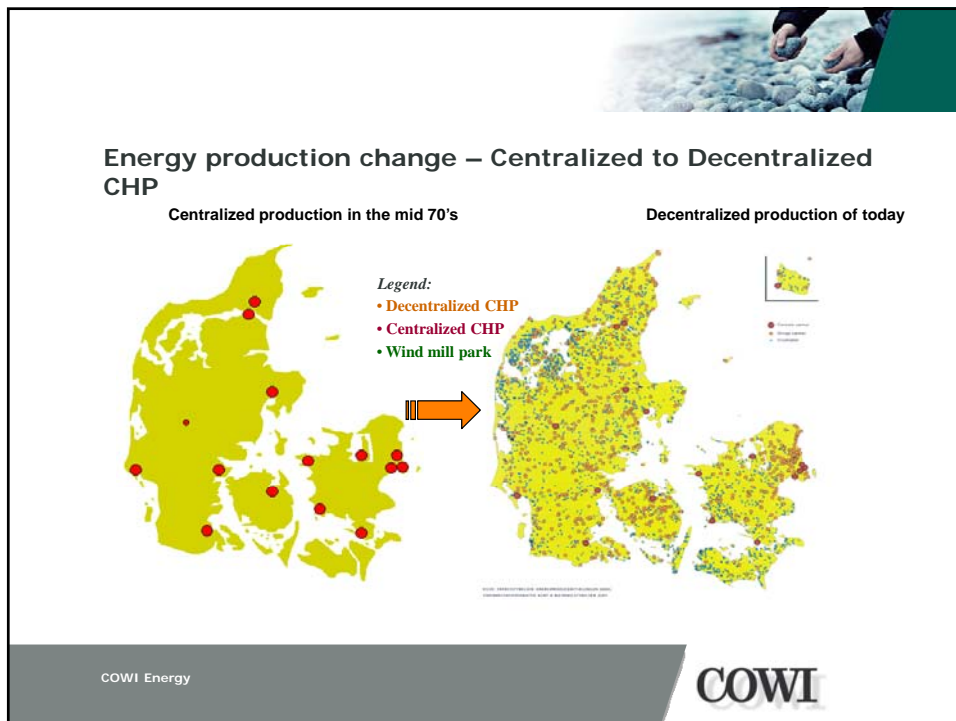 Energy production change – Centralized to Decentralized
CHP
Centralized production in the mid 70's
Decentralized production of today
Legend:
• Decentralized CHP
• Centralized CHP
• Wind mill park
COWI Energy
COWI